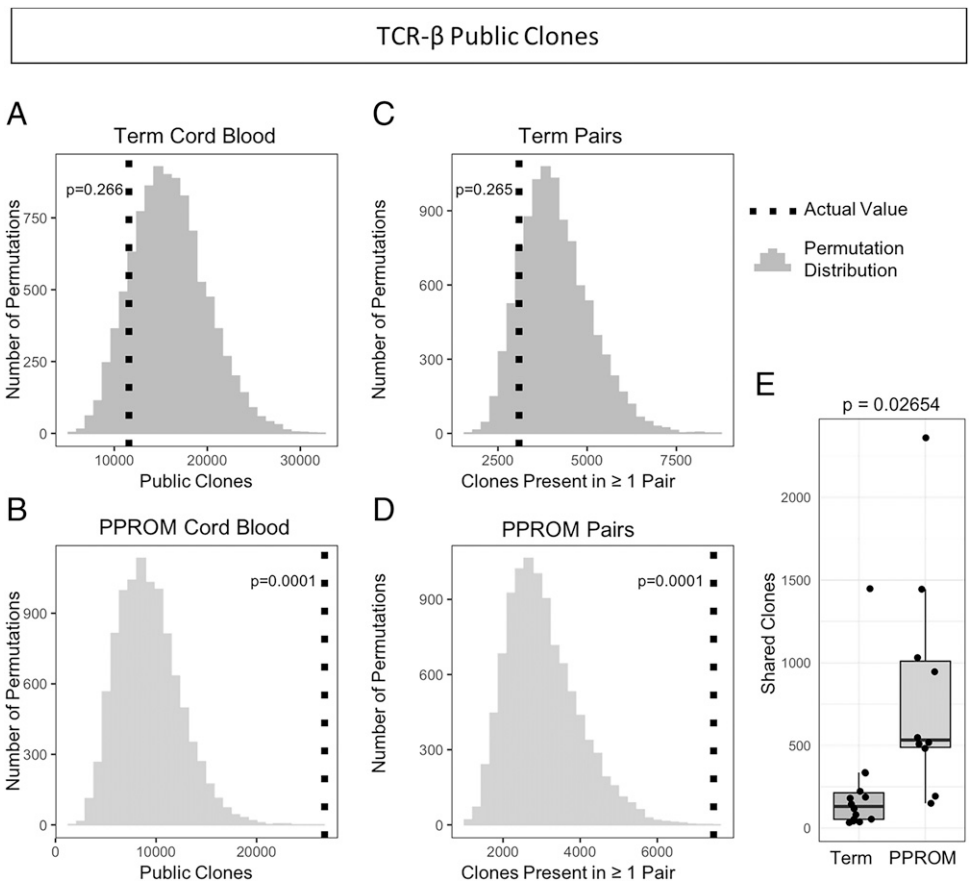 TCR-β Public Clones
A
Term Cord Blood
Number of Permutations
750
500
250
0
p=0.266
10000 20000 30000
Public Clones
C
Term Pairs
Number of Permutations
900
600
300
0
p=0.265
2500 5000 7500
Clones Present in ≥ 1 Pair
Actual Value
Permutation
Distribution
B
PPROM Cord Blood
Number of Permutations
900
600
300
0
p=0.0001
0 10000 20000
Public Clones
D
PPROM Pairs
Number of Permutations
900
600
300
0
p=0.0001
2000 4000 6000
Clones Present in ≥ 1 Pair
E
p = 0.02654
Shared Clones
2000
1500
1000
500
0
Term PPROM